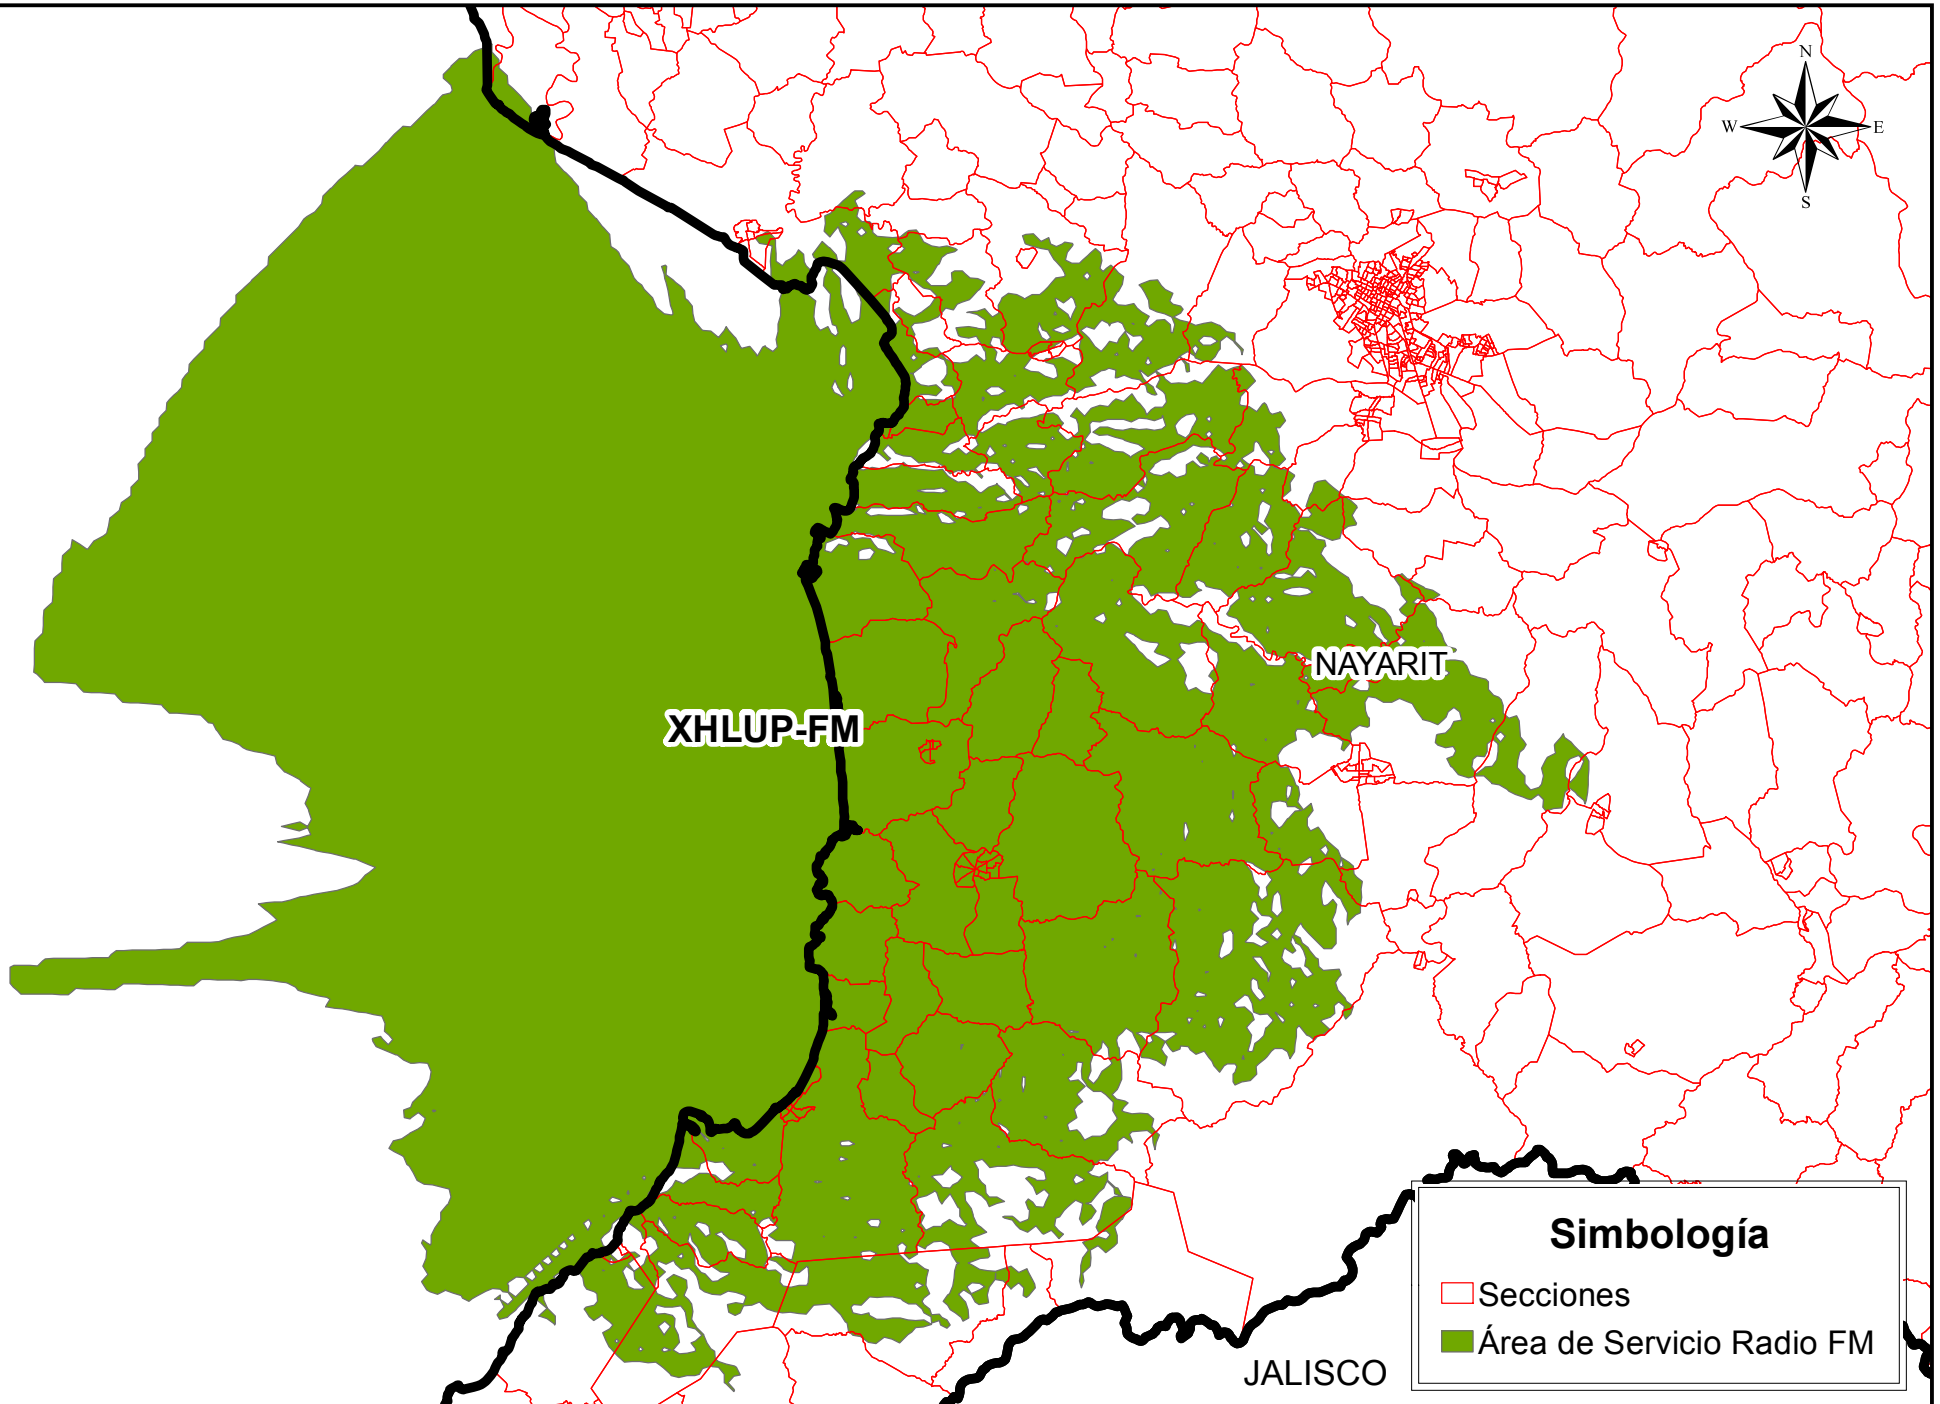 N
W E
S
NAYARIT
XHLUP-FM
Simbología
Secciones
Área de Servicio Radio FM
JALISCO